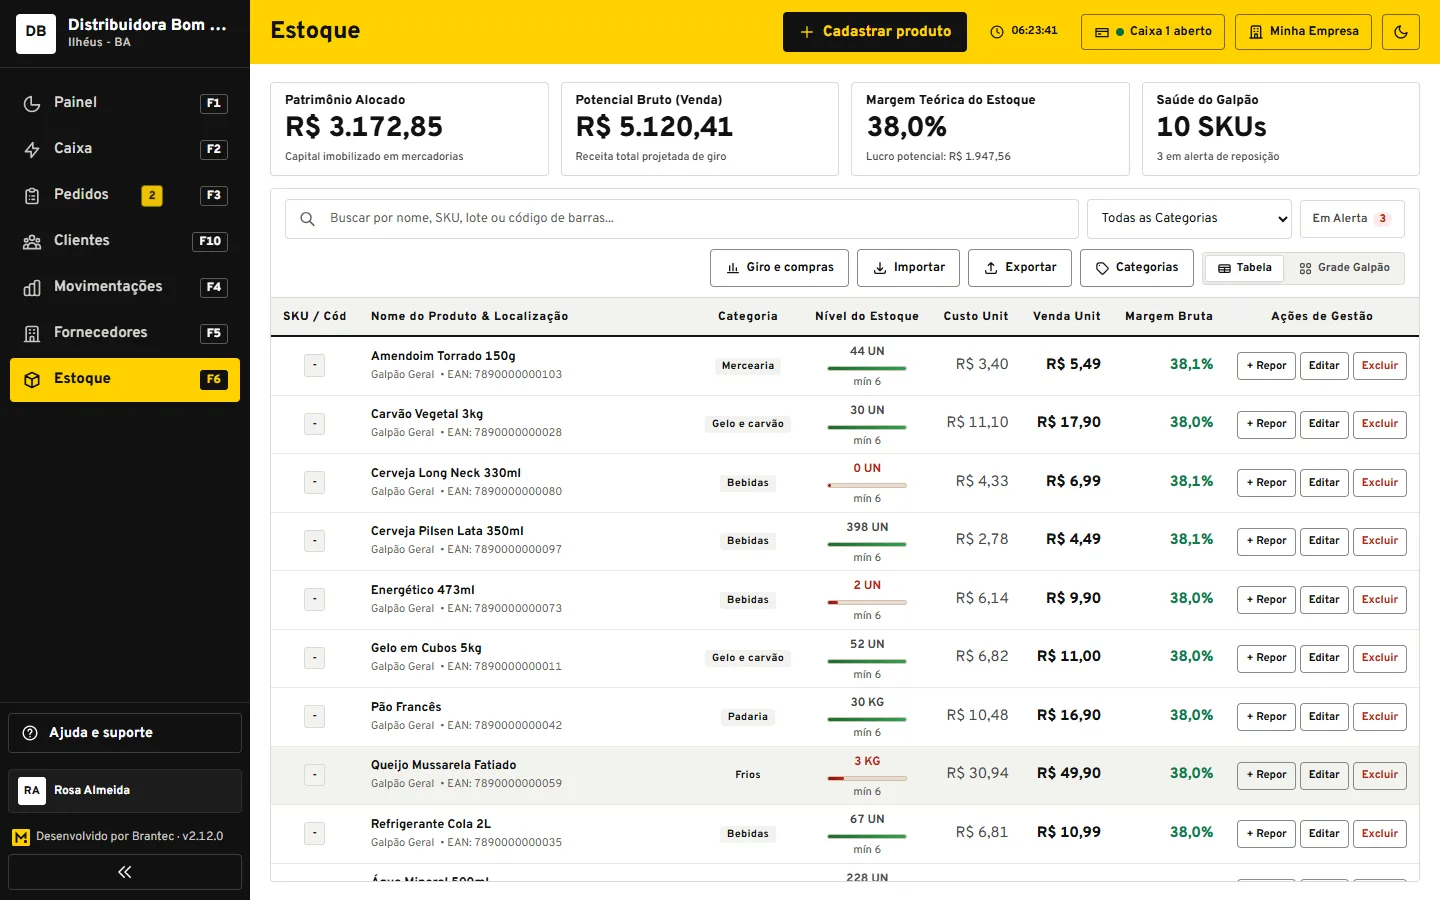 DB
Distribuidora Bom ...
Ilhéus - BA
Painel F1
Caixa F2
Pedidos 2 F3
Clientes F10
Movimentações F4
Fornecedores F5
Estoque F6
Ajuda e suporte
RA Rosa Almeida
M Desenvolvido por Brantec · v2.12.0
Estoque
+ Cadastrar produto
06:23:41
Caixa 1 aberto
Minha Empresa
Patrimônio Alocado
R$ 3.172,85
Capital imobilizado em mercadorias
Potencial Bruto (Venda)
R$ 5.120,41
Receita total projetada de giro
Margem Teórica do Estoque
38,0%
Lucro potencial: R$ 1.947,56
Saúde do Galpão
10 SKUs
3 em alerta de reposição
Buscar por nome, SKU, lote ou código de barras...
Todas as Categorias
Em Alerta 3
Giro e compras
Importar
Exportar
Categorias
Tabela
Grade Galpão
SKU / Cód Nome do Produto & Localização Categoria Nível do Estoque Custo Unit Venda Unit Margem Bruta Ações de Gestão
44 UN
- Amendoim Torrado 150g Mercearia R$ 3,40 R$ 5,49 38,1% + Repor Editar Excluir
Galpão Geral • EAN: 7890000000103
mín 6
30 UN
- Carvão Vegetal 3kg Gelo e carvão R$ 11,10 R$ 17,90 38,0% + Repor Editar Excluir
Galpão Geral • EAN: 7890000000028
mín 6
0 UN
- Cerveja Long Neck 330ml Bebidas R$ 4,33 R$ 6,99 38,1% + Repor Editar Excluir
Galpão Geral • EAN: 7890000000080
mín 6
398 UN
- Cerveja Pilsen Lata 350ml Bebidas R$ 2,78 R$ 4,49 38,1% + Repor Editar Excluir
Galpão Geral • EAN: 7890000000097
mín 6
2 UN
- Energético 473ml Bebidas R$ 6,14 R$ 9,90 38,0% + Repor Editar Excluir
Galpão Geral • EAN: 7890000000073
mín 6
52 UN
- Gelo em Cubos 5kg Gelo e carvão R$ 6,82 R$ 11,00 38,0% + Repor Editar Excluir
Galpão Geral • EAN: 7890000000011
mín 6
30 KG
- Pão Francês Padaria R$ 10,48 R$ 16,90 38,0% + Repor Editar Excluir
Galpão Geral • EAN: 7890000000042
mín 6
3 KG
- Queijo Mussarela Fatiado Frios R$ 30,94 R$ 49,90 38,0% + Repor Editar Excluir
Galpão Geral • EAN: 7890000000059
mín 6
67 UN
- Refrigerante Cola 2L Bebidas R$ 6,81 R$ 10,99 38,0% + Repor Editar Excluir
Galpão Geral • EAN: 7890000000035
mín 6
228 UN
Água Mineral 500ml